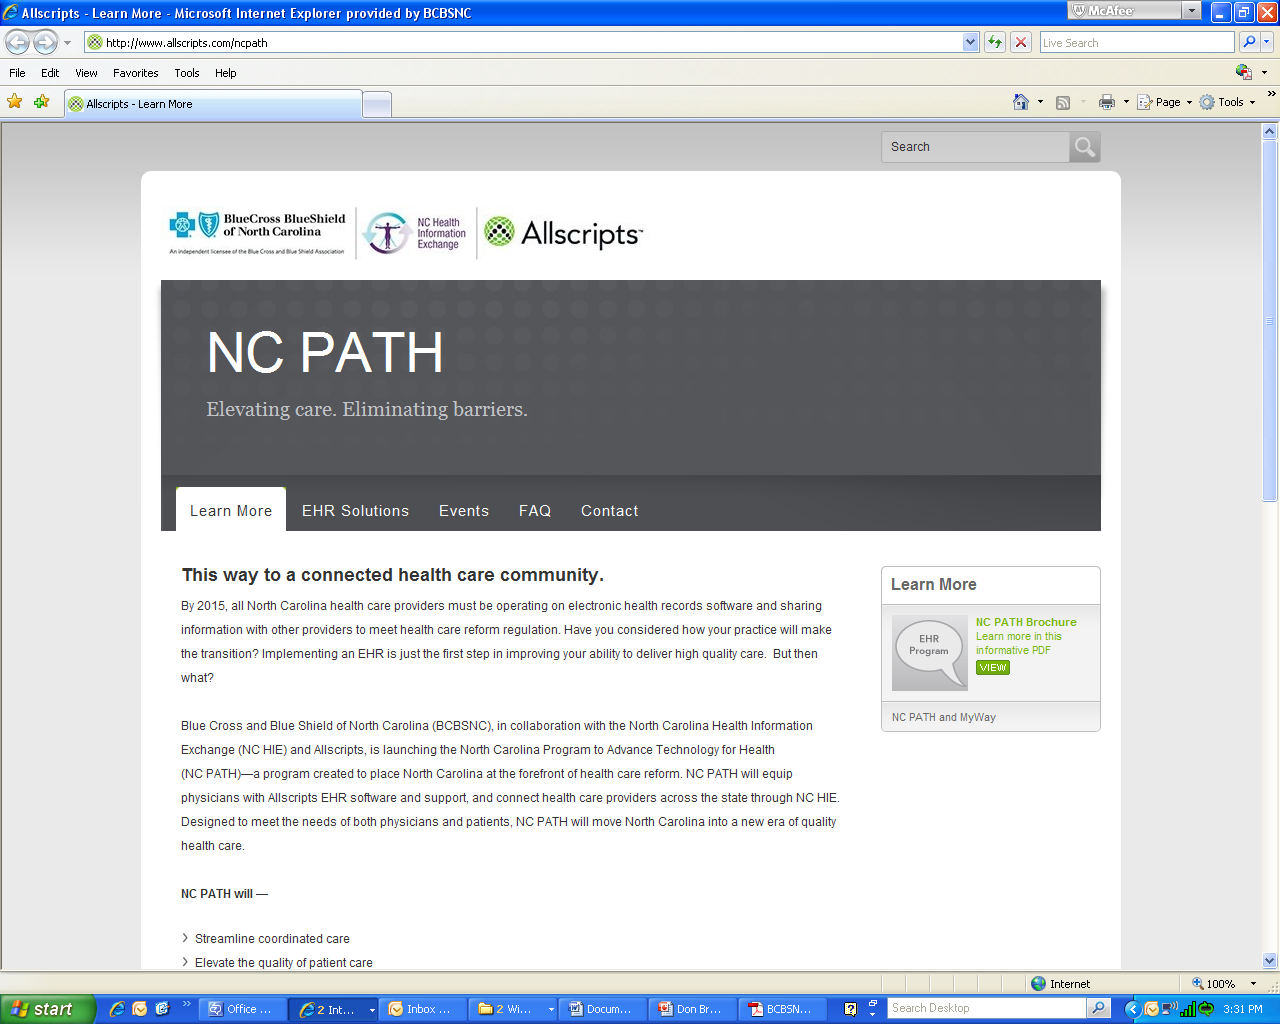 Allscripts - Learn More - Microsoft Internet Explorer provided by BCBSNC
McAfee
http://www.allscripts.com/ncpath
Live Search
File Edit View Favorites Tools Help
Allscripts - Learn More
Page Tools
Search
BlueCross BlueShield
of North Carolina
An independent licensee of the Blue Cross and Blue Shield Association
NC Health
Information
Exchange
Allscripts™
NC PATH
Elevating care. Eliminating barriers.
Learn More EHR Solutions Events FAQ Contact
This way to a connected health care community.
By 2015, all North Carolina health care providers must be operating on electronic health records software and sharing
information with other providers to meet health care reform regulation. Have you considered how your practice will make
the transition? Implementing an EHR is just the first step in improving your ability to deliver high quality care.  But then
what?
Blue Cross and Blue Shield of North Carolina (BCBSNC), in collaboration with the North Carolina Health Information
Exchange (NC HIE) and Allscripts, is launching the North Carolina Program to Advance Technology for Health
(NC PATH)—a program created to place North Carolina at the forefront of health care reform. NC PATH will equip
physicians with Allscripts EHR software and support, and connect health care providers across the state through NC HIE.
Designed to meet the needs of both physicians and patients, NC PATH will move North Carolina into a new era of quality
health care.
NC PATH will —
Streamline coordinated care
Elevate the quality of patient care
Learn More
EHR
Program
NC PATH Brochure
Learn more in this
informative PDF
VIEW
NC PATH and MyWay
Internet 100%
start Office ... 2 Int... Inbox ... 2 Wi... Docum... Don Br... BCBSN... Search Desktop 3:31 PM